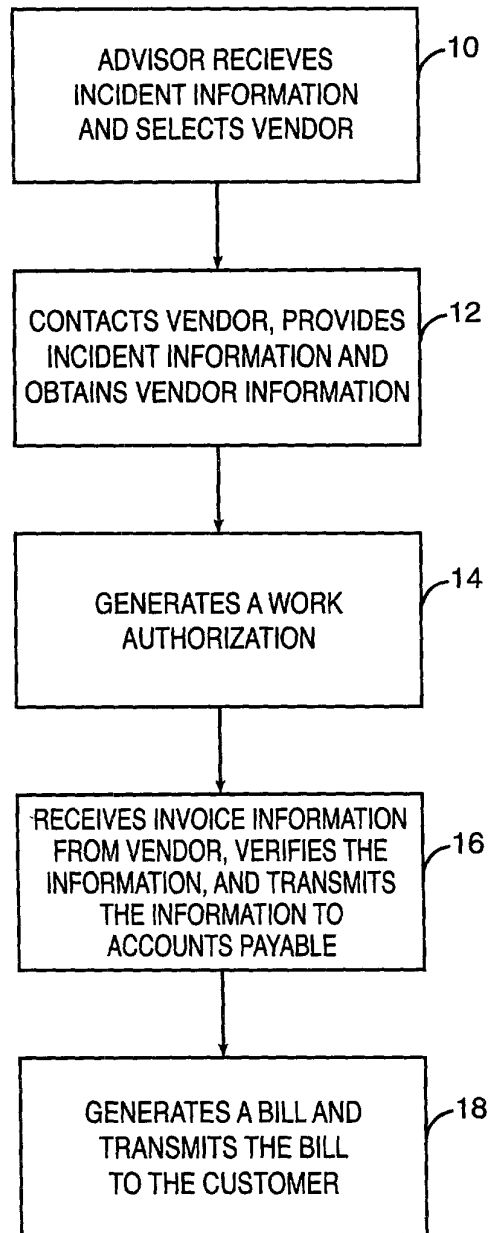 ADVISOR RECIEVES
INCIDENT INFORMATION
AND SELECTS VENDOR
10
CONTACTS VENDOR, PROVIDES
INCIDENT INFORMATION AND
OBTAINS VENDOR INFORMATION
12
GENERATES A WORK
AUTHORIZATION
14
RECEIVES INVOICE INFORMATION
FROM VENDOR, VERIFIES THE
INFORMATION, AND TRANSMITS
THE INFORMATION TO
ACCOUNTS PAYABLE
16
GENERATES A BILL AND
TRANSMITS THE BILL
TO THE CUSTOMER
18